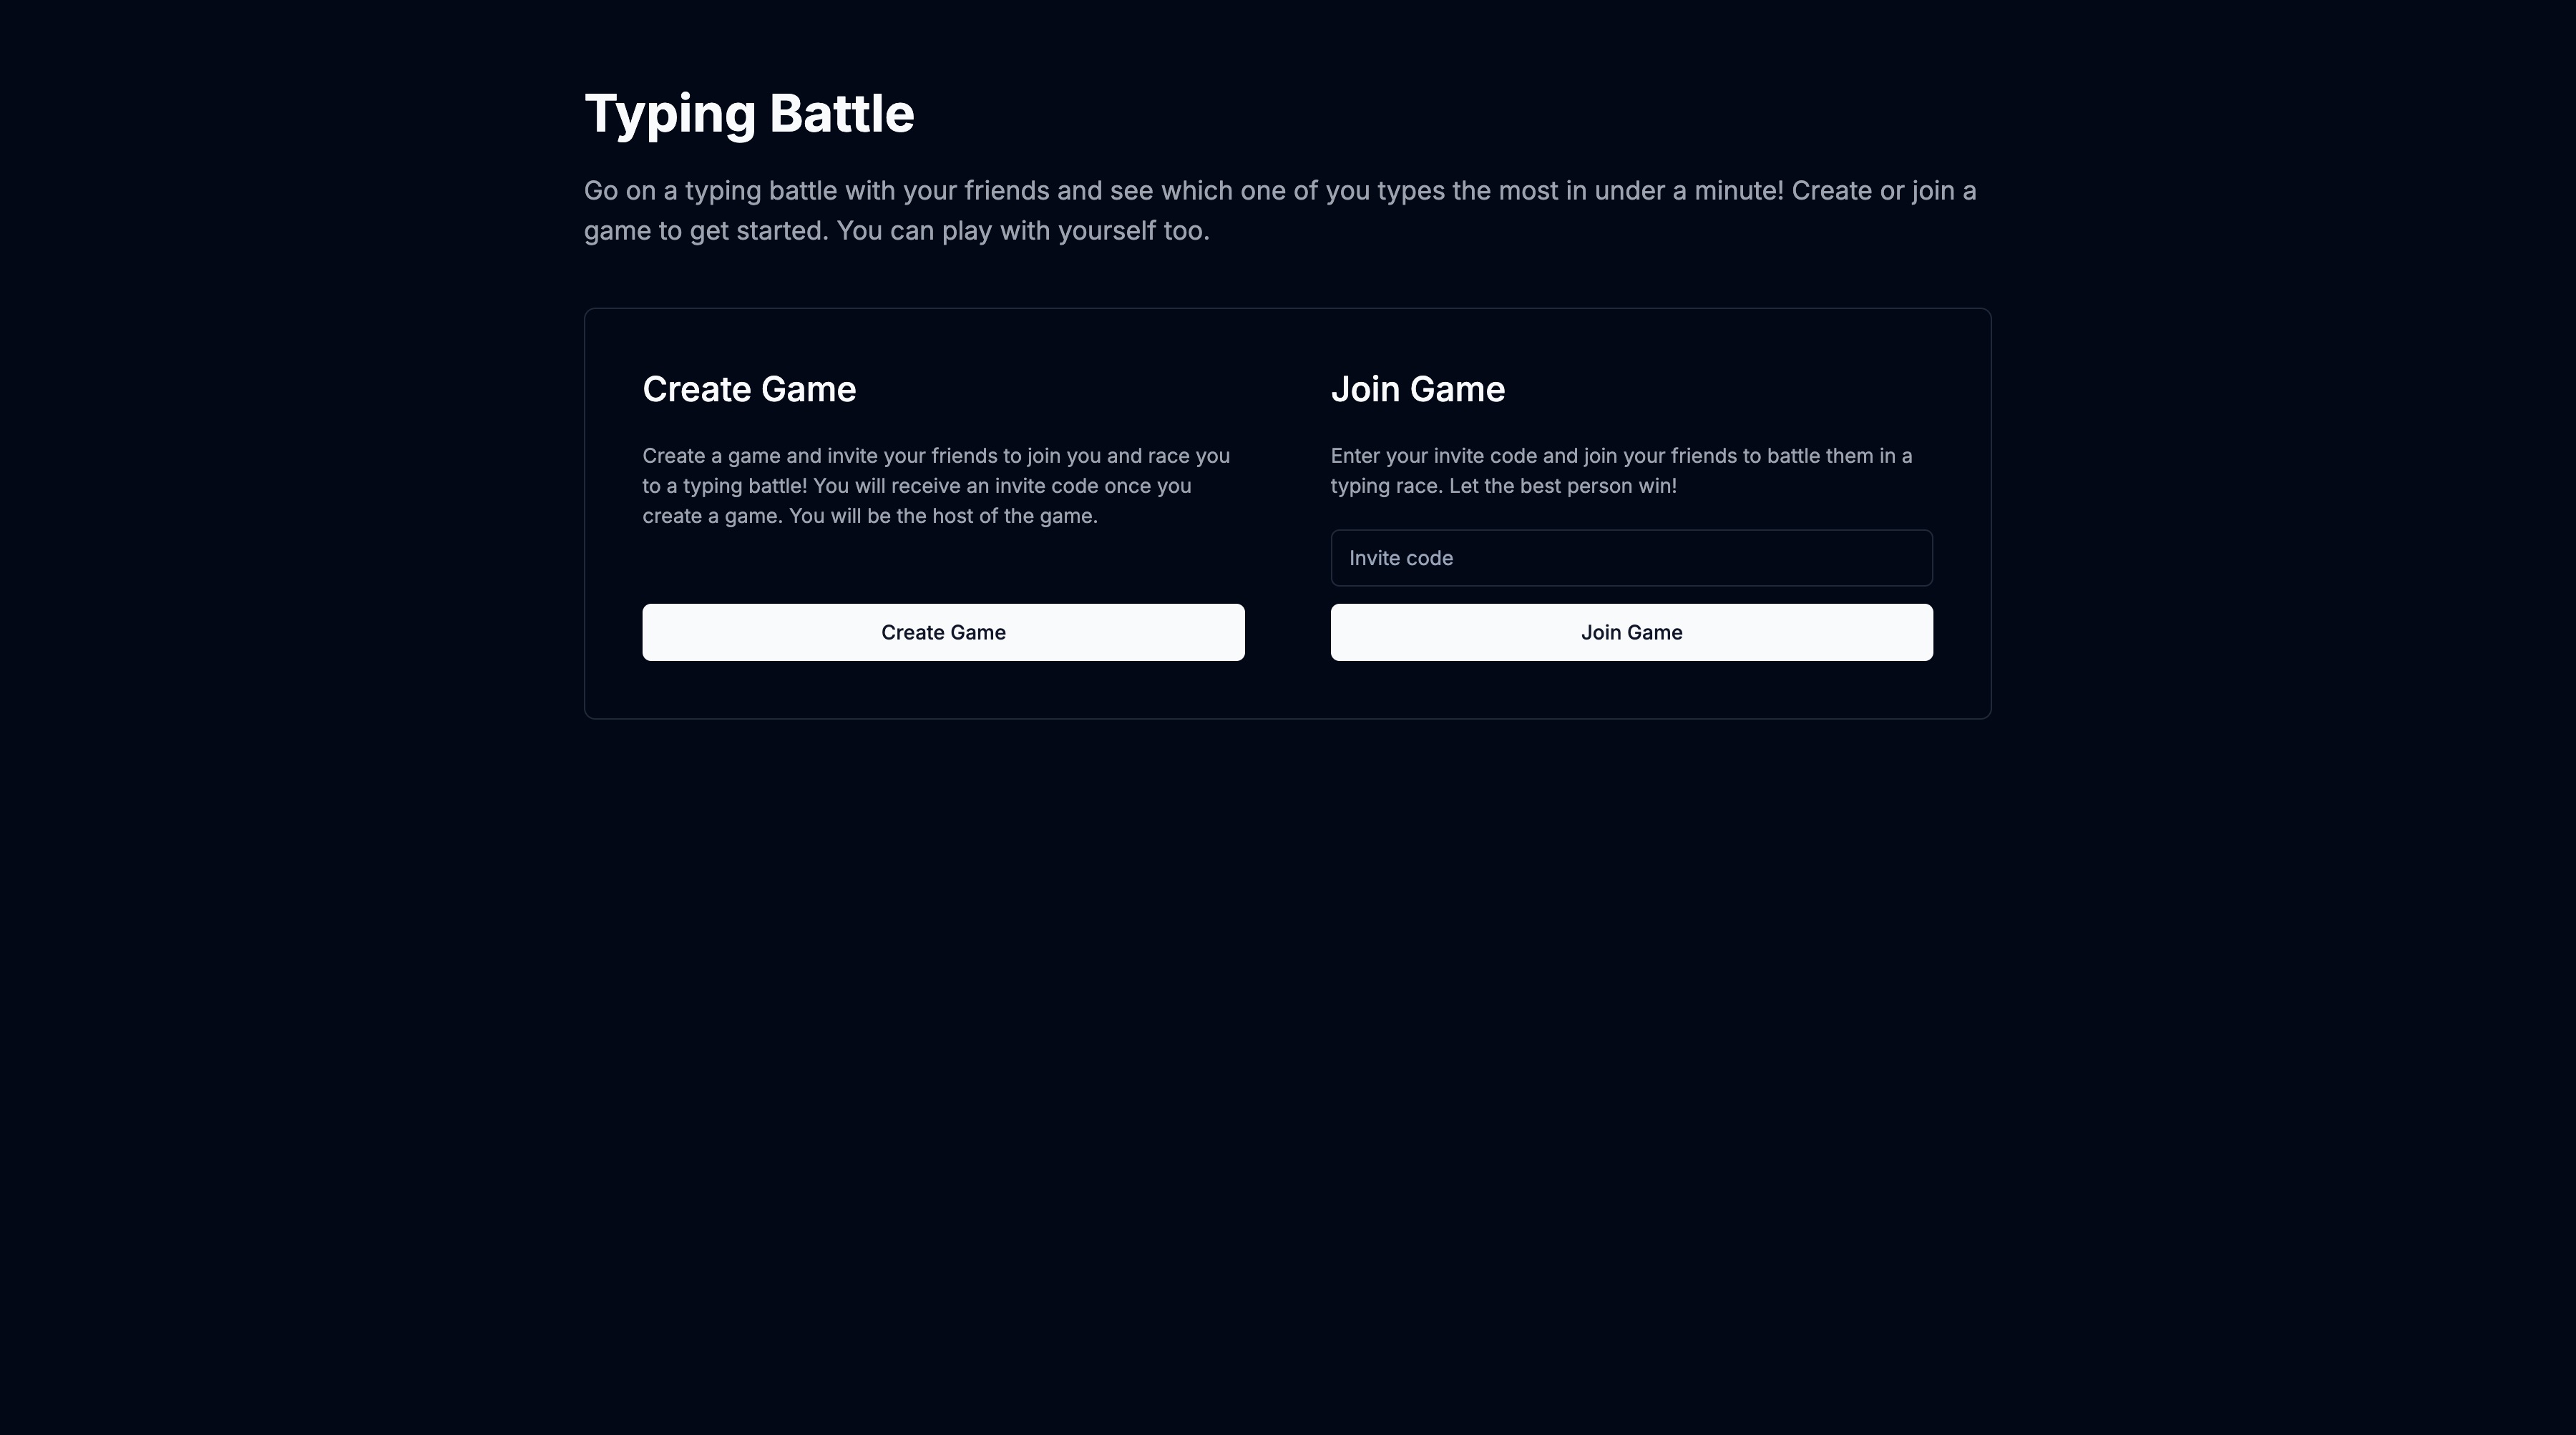 Typing Battle
Go on a typing battle with your friends and see which one of you types the most in under a minute! Create or join a
game to get started. You can play with yourself too.
Create Game
Create a game and invite your friends to join you and race you
to a typing battle! You will receive an invite code once you
create a game. You will be the host of the game.
Create Game
Join Game
Enter your invite code and join your friends to battle them in a
typing race. Let the best person win!
Invite code
Join Game